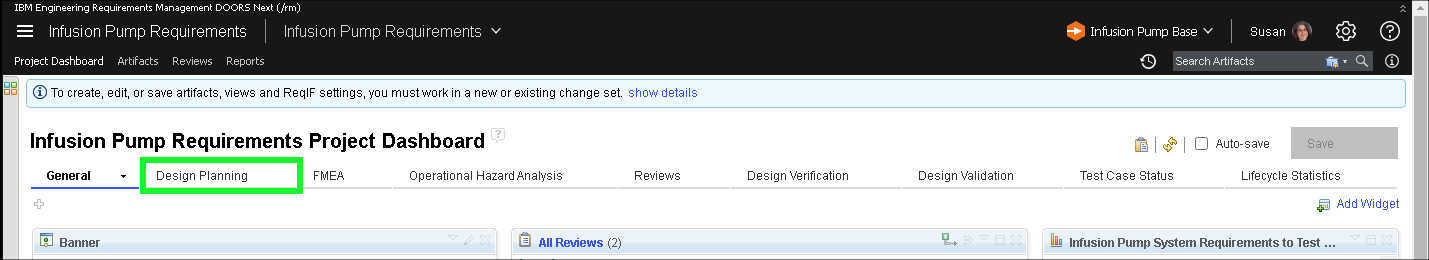 IBM Engineering Requirements Management DOORS Next (/rm)
Infusion Pump Requirements Infusion Pump Requirements Infusion Pump Base Susan
Project Dashboard Artifacts Reviews Reports Search Artifacts
To create, edit, or save artifacts, views and ReqIF settings, you must work in a new or existing change set. show details
Infusion Pump Requirements Project Dashboard ? Auto-save Save
General Design Planning FMEA Operational Hazard Analysis Reviews Design Verification Design Validation Test Case Status Lifecycle Statistics
Add Widget
Banner All Reviews (2) Infusion Pump System Requirements to Test ...